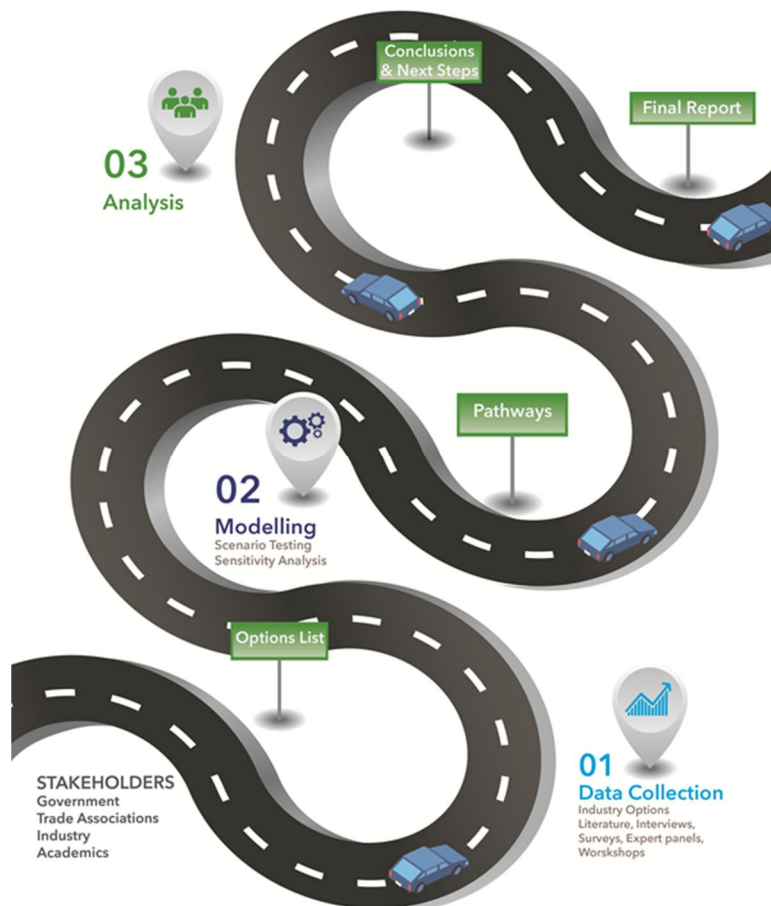 Conclusions
& Next Steps
Final Report
03
Analysis
Pathways
02
Modelling
Scenario Testing
Sensitivity Analysis
Options List
STAKEHOLDERS
Government
Trade Associations
Industry
Academics
01
Data Collection
Industry Options
Literature, Interviews,
Surveys, Expert panels,
Worskshops